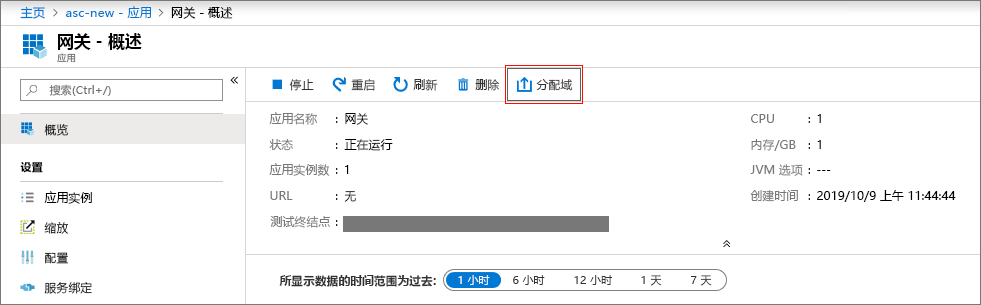 主页 > asc-new - 应用 > 网关 - 概述
网关 - 概述
应用
搜索(Ctrl+/)
«
概览
设置
应用实例
缩放
配置
服务绑定
停止 重启 刷新 删除 分配域
应用名称 : 网关
状态 : 正在运行
应用实例数 : 1
URL : 无
测试终结点 :
CPU : 1
内存/GB : 1
JVM 选项 : ---
创建时间 : 2019/10/9 上午 11:44:44
所显示数据的时间范围为过去: 1 小时 6 小时 12 小时 1 天 7 天